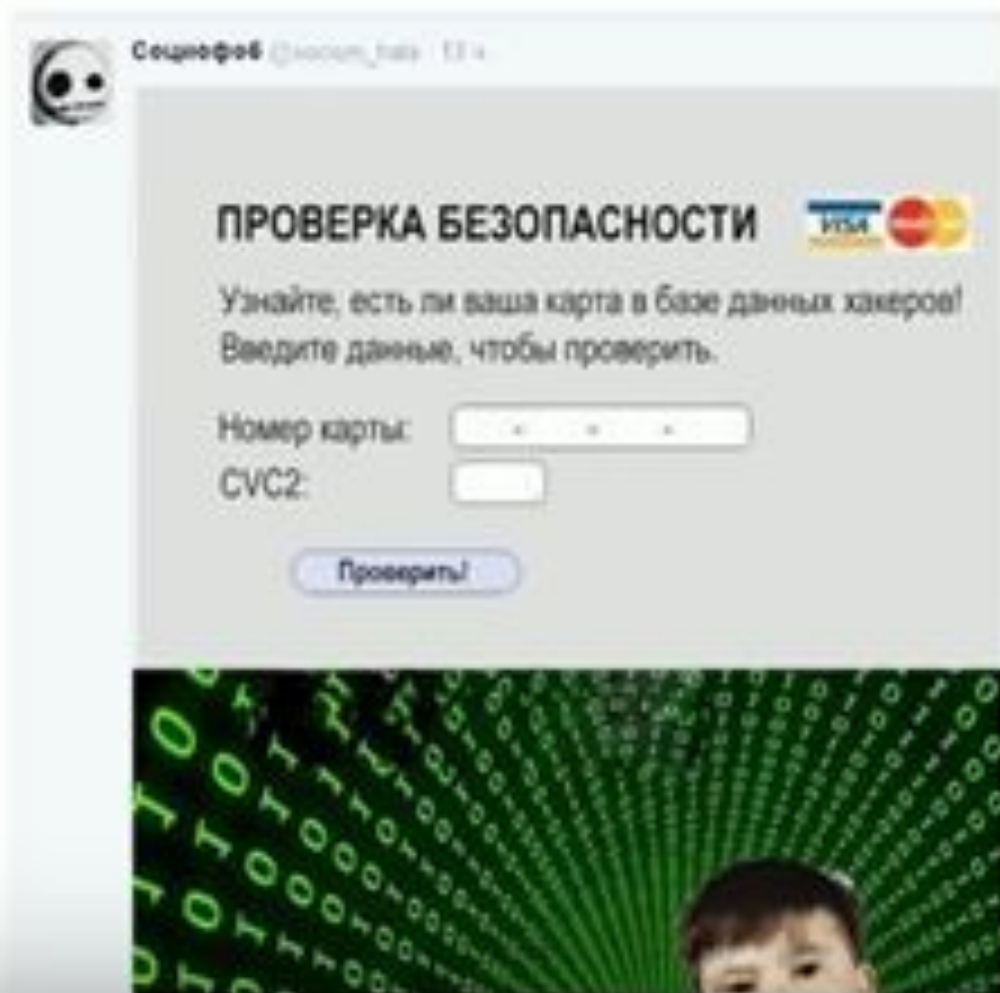 Социофоб
ПРОВЕРКА БЕЗОПАСНОСТИ VISA
Узнайте, есть ли ваша карта в базе данных хакеров!
Введите данные, чтобы проверить.
Номер карты: - - -
CVC2:
Проверить!